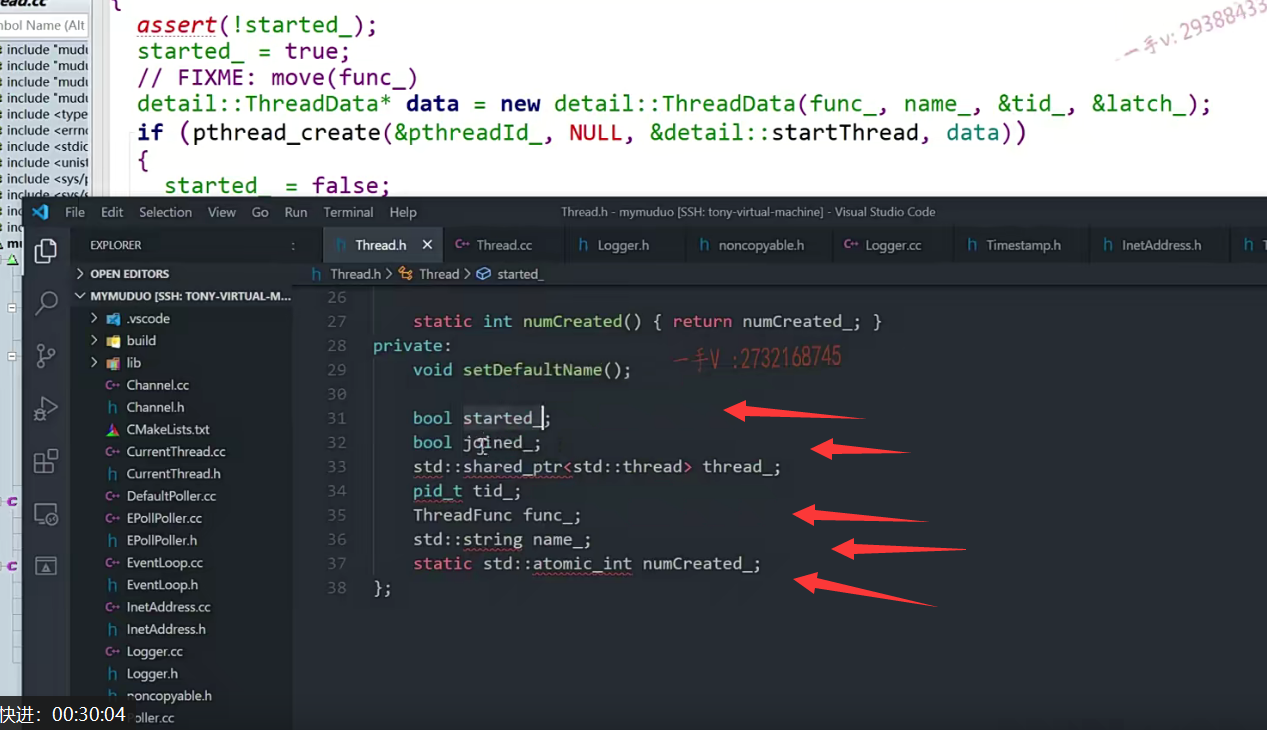 ead.cc
{
nbol Name (Alt
assert(!started_);
started_ = true;
// FIXME: move(func_)
detail::ThreadData* data = new detail::ThreadData(func_, name_, &tid_, &latch_);
if (pthread_create(&pthreadId_, NULL, &detail::startThread, data))
{
started_ = false;
include "mudu
include "mudu
include "mudu
include "mudu
include <type
include <errno
include <stdic
include <unist
include <sys/p
include <sys/s
一手v: 29388433
File Edit Selection View Go Run Terminal Help
Thread.h - mymuduo [SSH: tony-virtual-machine] - Visual Studio Code
EXPLORER
Thread.h
Thread.cc
Logger.h
noncopyable.h
Logger.cc
Timestamp.h
InetAddress.h
OPEN EDITORS
MYMUDUO [SSH: TONY-VIRTUAL-M...
.vscode
build
lib
Channel.cc
Channel.h
CMakeLists.txt
CurrentThread.cc
CurrentThread.h
DefaultPoller.cc
EPollPoller.cc
EPollPoller.h
EventLoop.cc
EventLoop.h
InetAddress.cc
InetAddress.h
Logger.cc
Logger.h
noncopyable.h
Poller.cc
Thread.h > Thread > started_
26
27 static int numCreated() { return numCreated_; }
28 private:
29 void setDefaultName();
30
31 bool started_;
32 bool joined_;
33 std::shared_ptr<std::thread> thread_;
34 pid_t tid_;
35 ThreadFunc func_;
36 std::string name_;
37 static std::atomic_int numCreated_;
38 };
一手V :2732168745
快进: 00:30:04